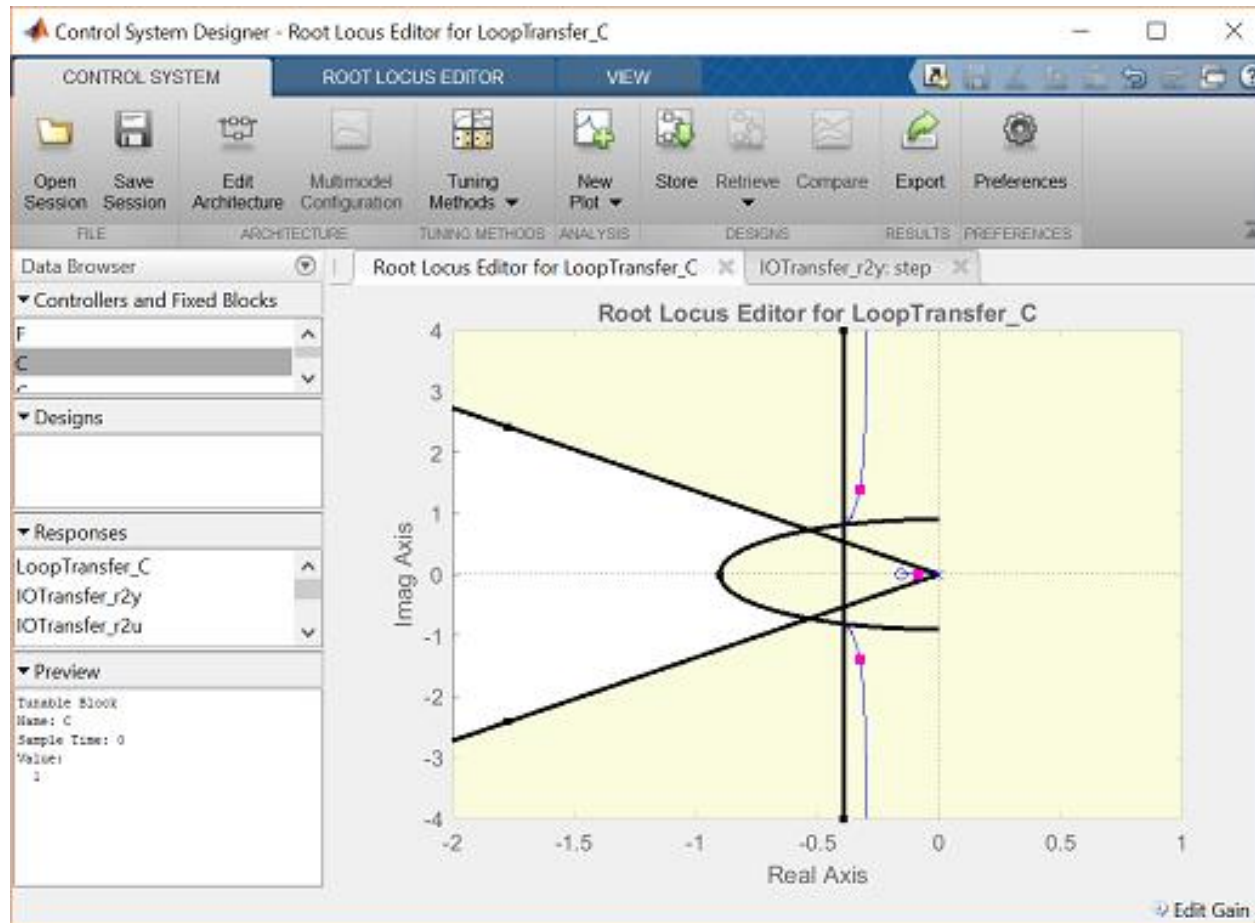 Control System Designer - Root Locus Editor for LoopTransfer_C
CONTROL SYSTEM ROOT LOCUS EDITOR VIEW
Open Session
Save Session
Edit Architecture
Multimodel Configuration
Tuning Methods
New Plot
Store
Retrieve
Compare
Export
Preferences
FILE ARCHITECTURE TUNING METHODS ANALYSIS DESIGNS RESULTS PREFERENCES
Data Browser
Root Locus Editor for LoopTransfer_C
IOTransfer_r2y: step
Controllers and Fixed Blocks
F
C
Designs
Responses
LoopTransfer_C
IOTransfer_r2y
IOTransfer_r2u
Preview
Tunable Block
Name: C
Sample Time: 0
Value:
1
Root Locus Editor for LoopTransfer_C
Imag Axis
4
3
2
1
0
-1
-2
-3
-4
-2 -1.5 -1 -0.5 0 0.5 1
Real Axis
Edit Gain